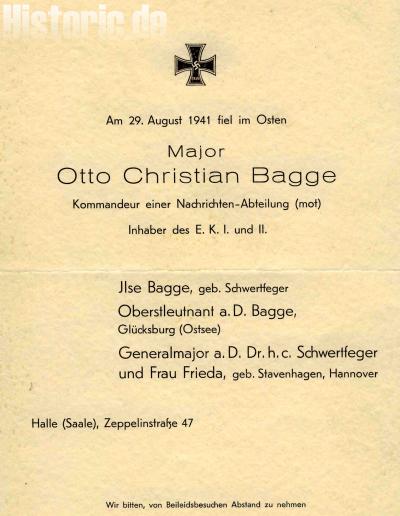 Historic.de
Am 29. August 1941 fiel im Osten
Major
Otto Christian Bagge
Kommandeur einer Nachrichten-Abteilung (mot)
Inhaber des E. K. I. und II.
Jlse Bagge, geb. Schwertfeger
Oberstleutnant a. D. Bagge,
Glücksburg (Ostsee)
Generalmajor a. D. Dr. h. c. Schwertfeger
und Frau Frieda, geb. Stavenhagen, Hannover
Halle (Saale), Zeppelinstraße 47
Wir bitten, von Beileidsbesuchen Abstand zu nehmen